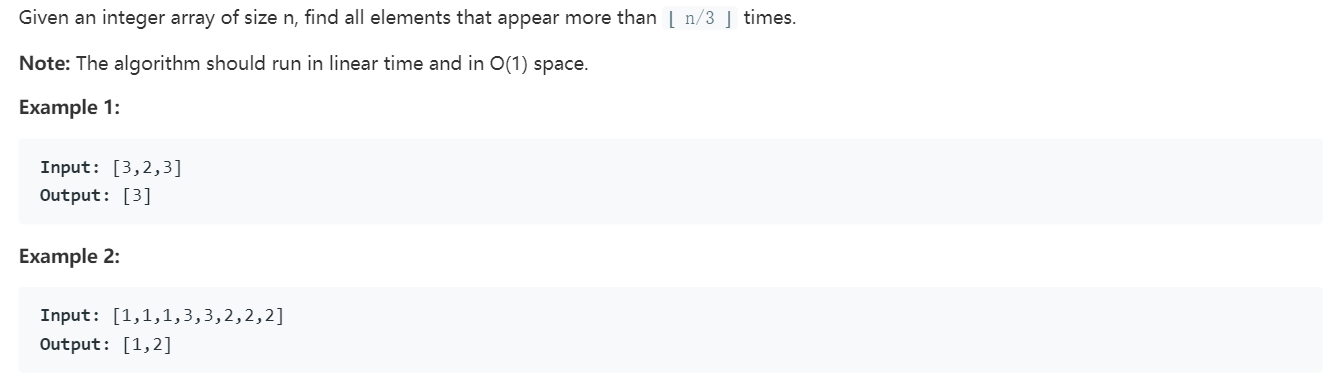 Given an integer array of size n, find all elements that appear more than ⌊ n/3 ⌋ times.
Note: The algorithm should run in linear time and in O(1) space.
Example 1:
Input: [3,2,3]
Output: [3]
Example 2:
Input: [1,1,1,3,3,2,2,2]
Output: [1,2]